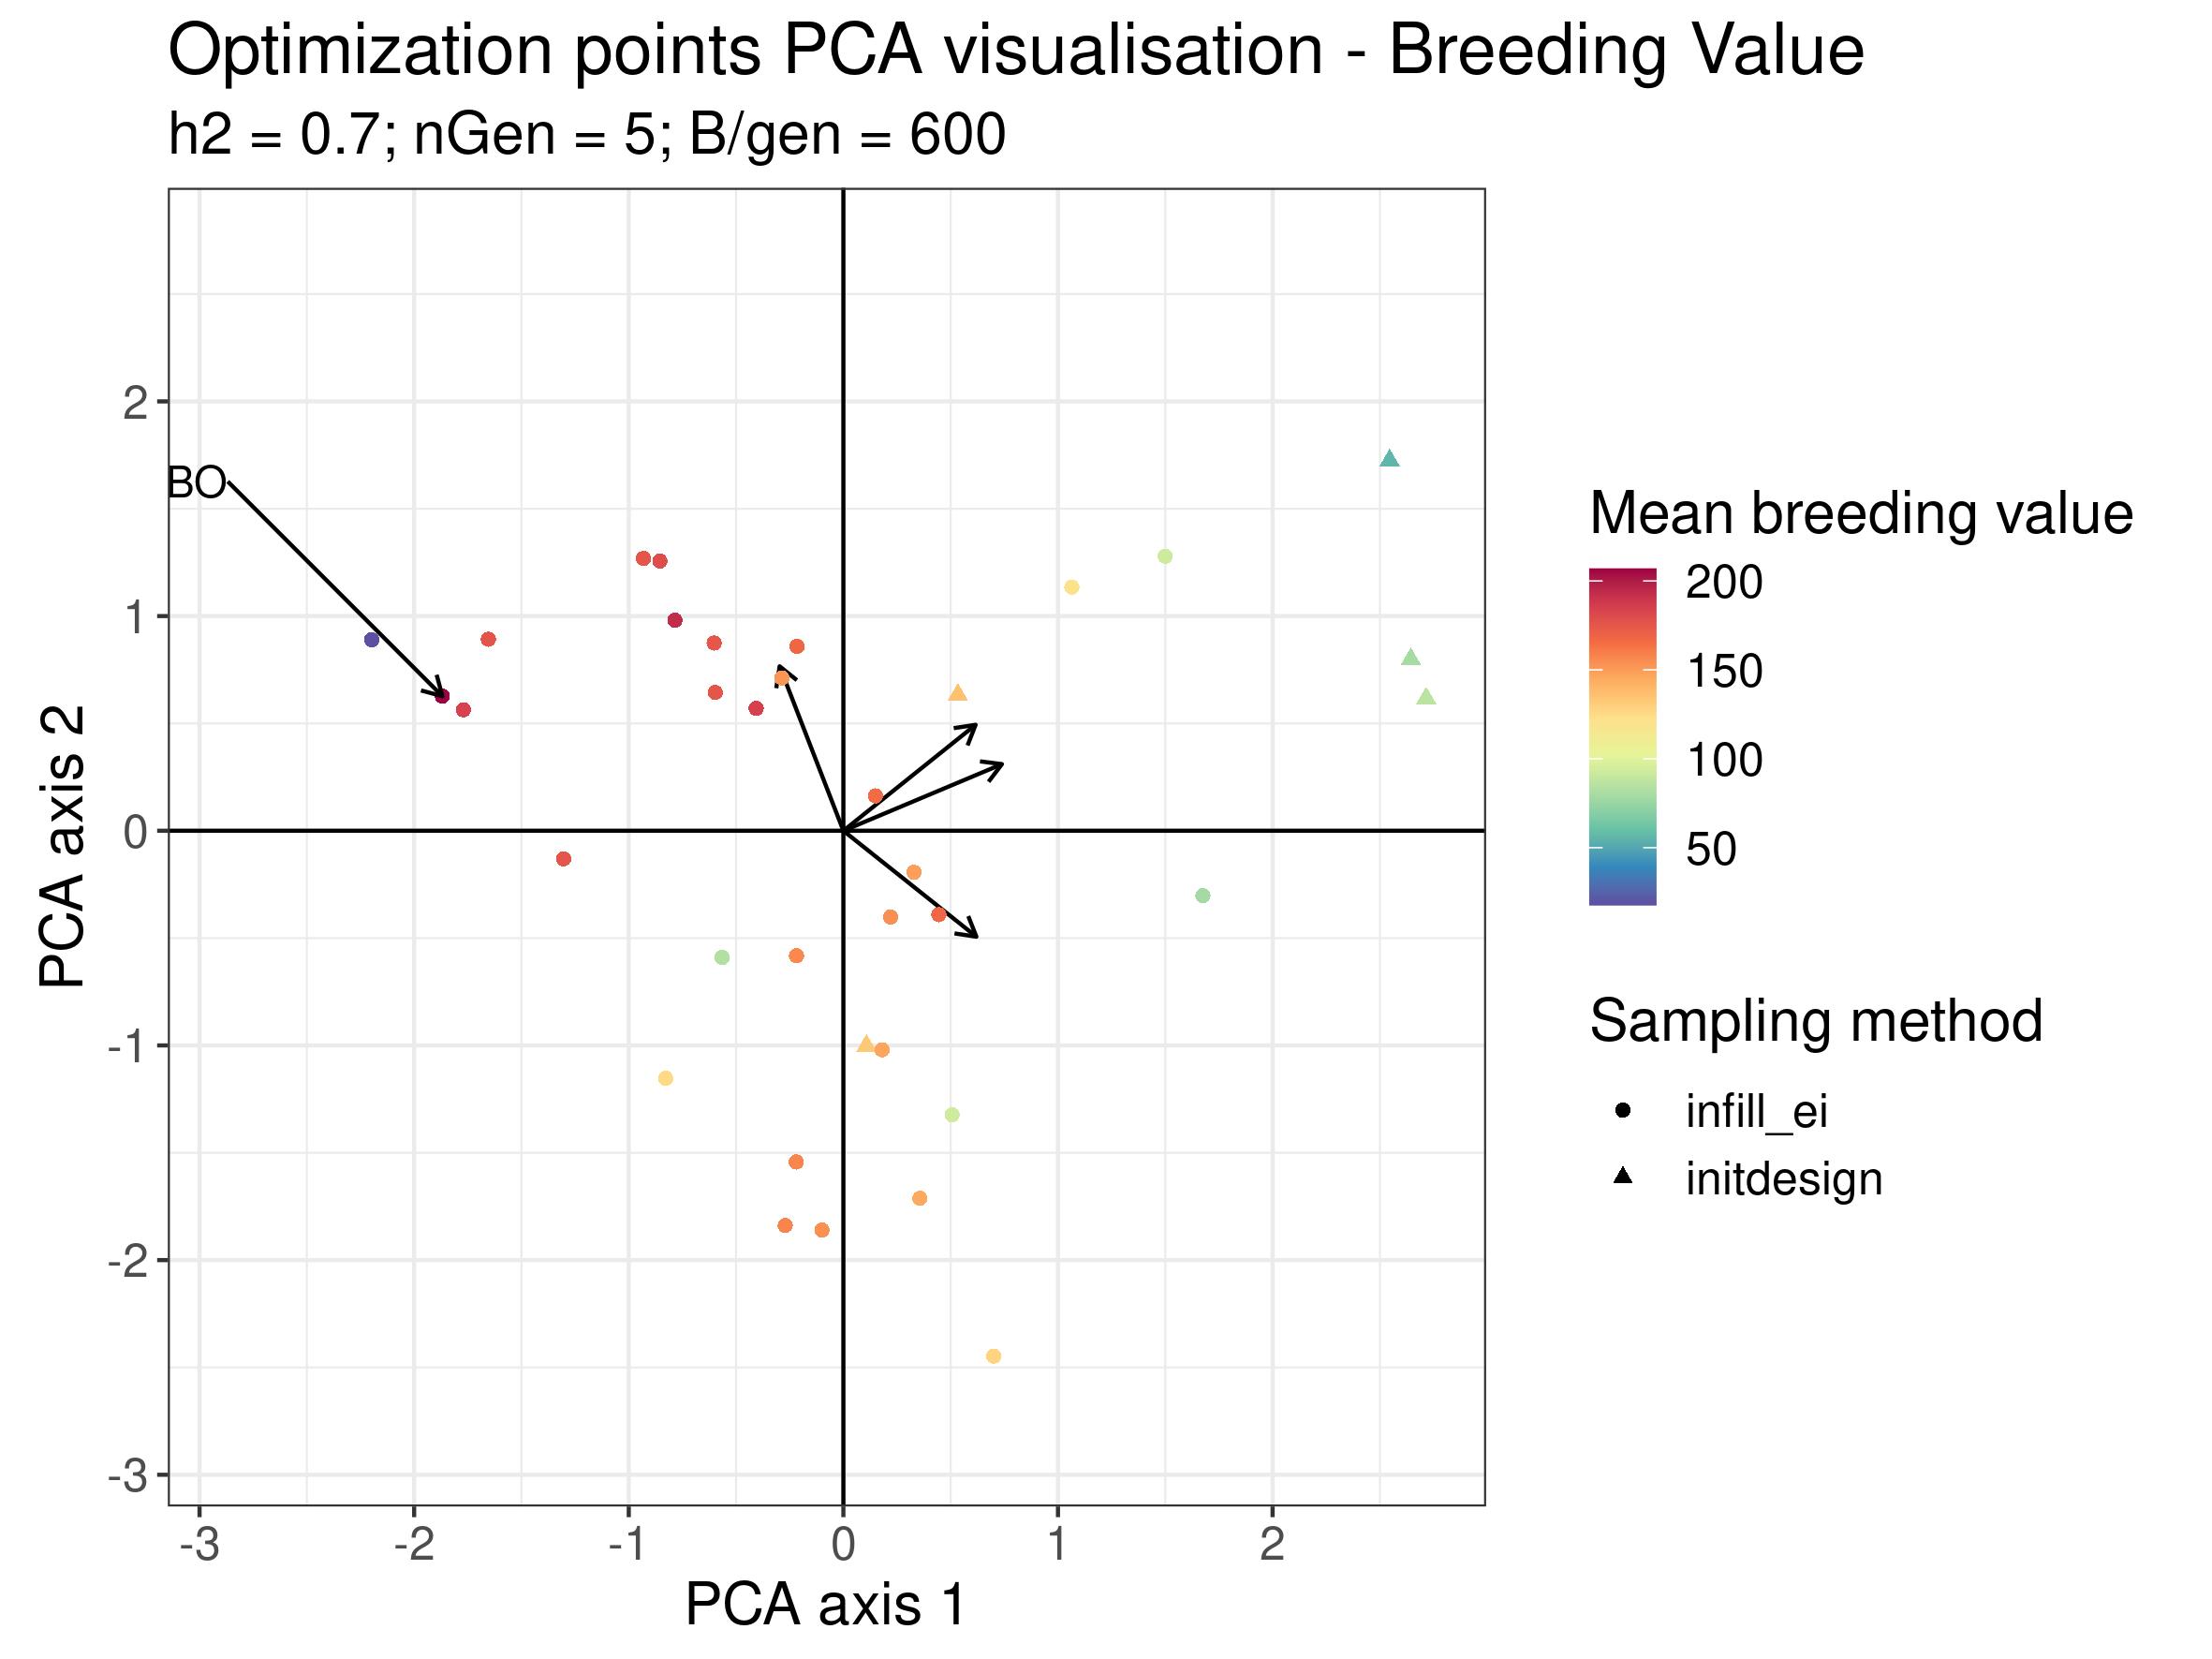 Optimization points PCA visualisation - Breeding Value
h2 = 0.7; nGen = 5; B/gen = 600
PCA axis 2
2
1
0
-1
-2
-3
BO
-3
-2
-1
0
1
2
PCA axis 1
Mean breeding value
200
150
100
50
Sampling method
infill_ei
initdesign